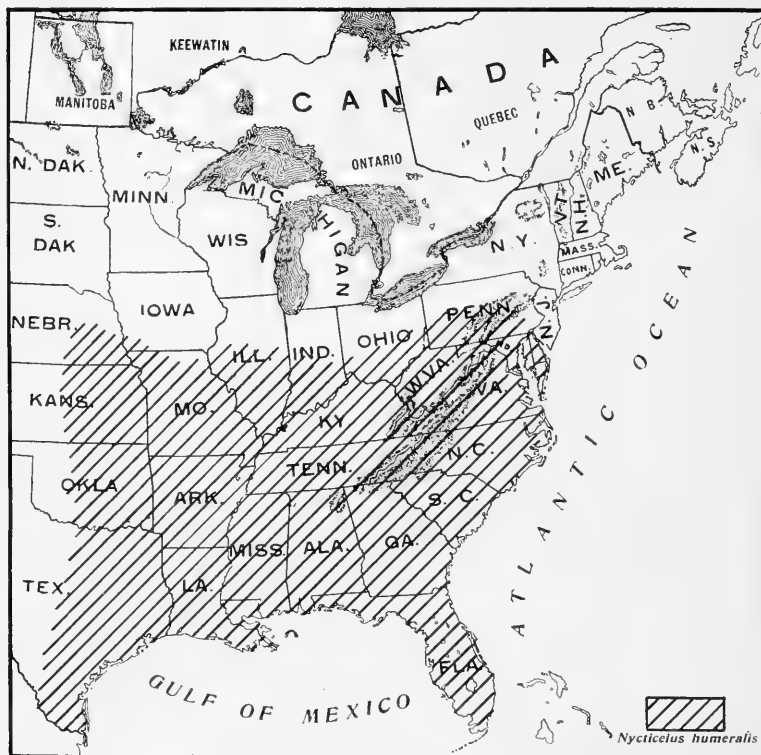 KEEWATIN
MANITOBA
CANADA
QUEBEC
ONTARIO
N. B.
N. S.
N. DAK.
MINN.
MICHIGAN
ME.
VT.
N.H.
S. DAK
WIS
N.Y.
MASS.
CONN.
IOWA
NEBR.
ILL.
IND.
OHIO
PENN.
N.J.
MD.
KANS.
MO.
KY
W.VA.
VA.
OKLA
ARK.
TENN.
N.C.
S. C.
TEX.
LA.
MISS.
ALA.
GA.
FLA.
ATLANTIC OCEAN
GULF OF MEXICO
Nycticeius humeralis